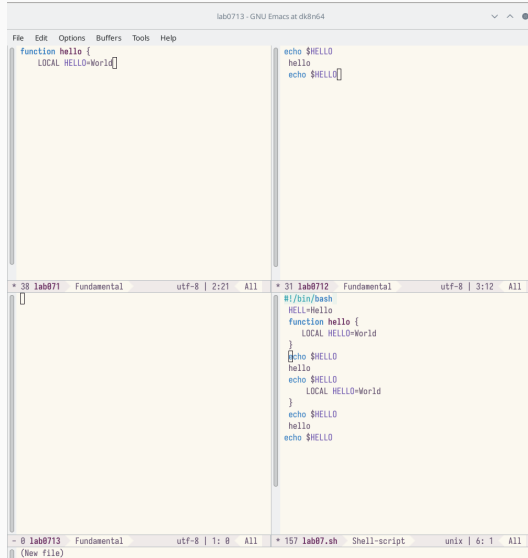 lab0713 - GNU Emacs at dk8n64
File Edit Options Buffers Tools Help
function hello {
LOCAL HELLO=World
* 38 lab071 Fundamental utf-8 | 2:21 All
echo $HELLO
hello
echo $HELLO
* 31 lab0712 Fundamental utf-8 | 3:12 All
- 0 lab0713 Fundamental utf-8 | 1: 0 All
#!/bin/bash
HELL=Hello
function hello {
LOCAL HELLO=World
}
echo $HELLO
hello
echo $HELLO
LOCAL HELLO=World
}
echo $HELLO
hello
echo $HELLO
* 157 lab07.sh Shell-script unix | 6: 1 All
(New file)